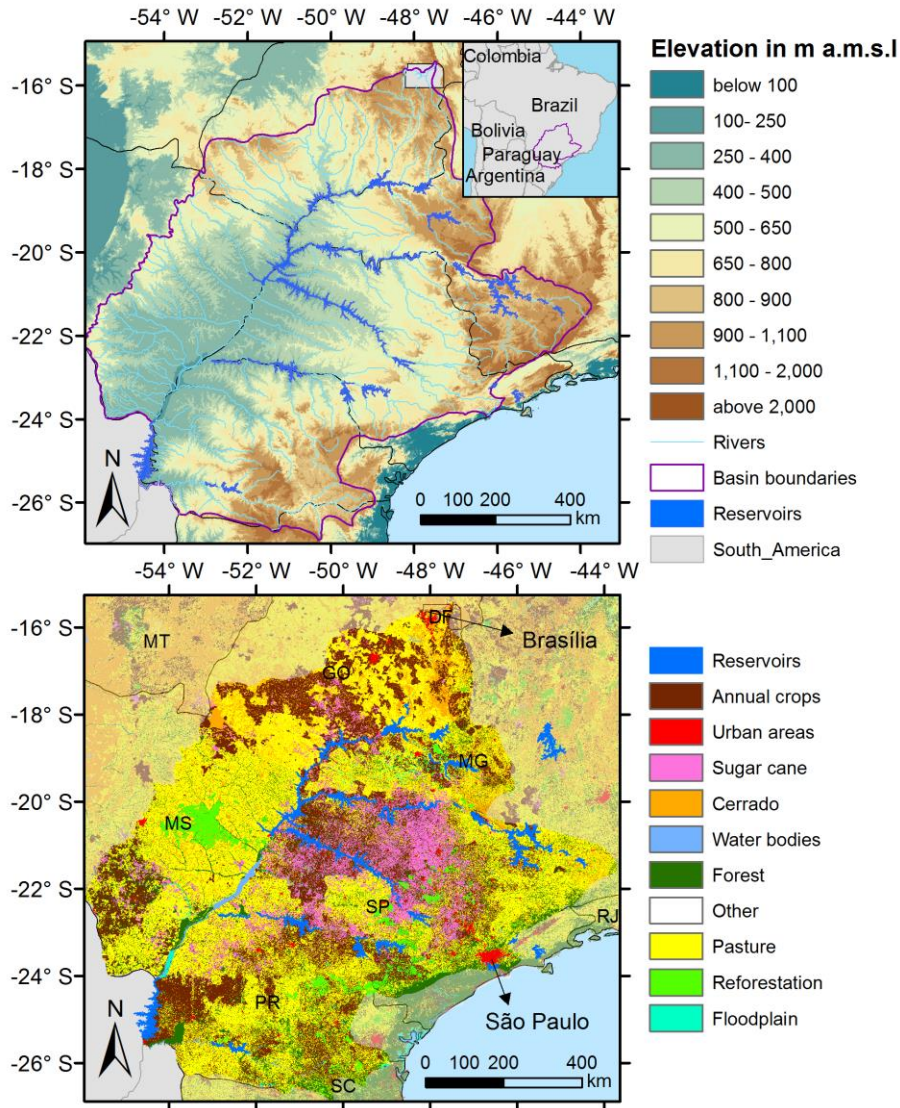 -54° W -52° W -50° W -48° W -46° W -44° W
-16° S
-18° S
-20° S
-22° S
-24° S
-26° S
Colombia
Brazil
Bolivia
Paraguay
Argentina
N
0 100 200 400
km
Elevation in m a.m.s.l
below 100
100- 250
250 - 400
400 - 500
500 - 650
650 - 800
800 - 900
900 - 1,100
1,100 - 2,000
above 2,000
Rivers
Basin boundaries
Reservoirs
South_America
-54° W -52° W -50° W -48° W -46° W -44° W
-16° S
-18° S
-20° S
-22° S
-24° S
-26° S
MT
DF
Brasília
GO
MG
MS
SP
RJ
PR
São Paulo
SC
N
0 100 200 400
km
Reservoirs
Annual crops
Urban areas
Sugar cane
Cerrado
Water bodies
Forest
Other
Pasture
Reforestation
Floodplain